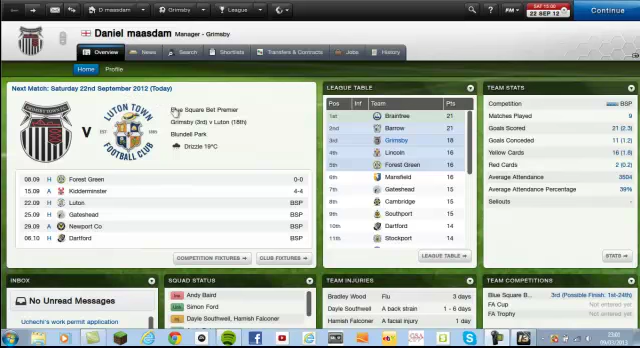 D maasdam Grimsby League FM SAT 15:00 22 SEP 12 Continue
Daniel maasdam Manager - Grimsby
Overview News Search Shortlists Transfers & Contracts Jobs History
Home Profile
Next Match: Saturday 22nd September 2012 (Today)
GRIMSBY TOWN F.C.
V
LUTON TOWN
EST
FOOTBALL CLUB
Blue Square Bet Premier
Grimsby (3rd) v Luton (18th)
Blundell Park
Drizzle 19°C
08.09 H Forest Green 0-0
15.09 A Kidderminster 4-4
22.09 H Luton BSP
25.09 H Gateshead BSP
29.09 A Newport Co BSP
06.10 H Dartford BSP
COMPETITION FIXTURES CLUB FIXTURES
LEAGUE TABLE
Pos Inf Team Pts
1st Braintree 21
2nd Barrow 21
3rd Grimsby 18
4th Lincoln 16
5th Forest Green 16
6th Mansfield 16
7th Gateshead 15
8th Cambridge 15
9th Southport 15
10th Dartford 14
11th Stockport 14
LEAGUE TABLE
TEAM STATS
Competition BSP
Matches Played 9
Goals Scored 21 (2.3)
Goals Conceded 11 (1.2)
Yellow Cards 16 (1.8)
Red Cards 2 (0.2)
Average Attendance 3504
Average Attendance Percentage 39%
Sellouts -
STATS
INBOX
No Unread Messages
Uchechi's work permit application
SQUAD STATUS
Andy Baird
Simon Ford
Dayle Southwell, Hamish Falconer
TEAM INJURIES
Bradley Wood Flu 3 days
Dayle Southwell A back strain 1 - 6 days
Hamish Falconer A facial injury 1 day
TEAM COMPETITIONS
Blue Square B... 3rd (Possible Finish: 1st-24th)
FA Cup Not entered yet
FA Trophy Not entered yet